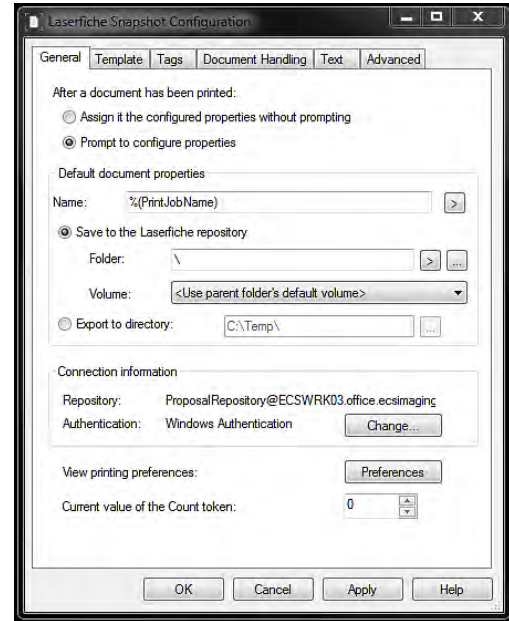 Laserfiche Snapshot Configuration
General Template Tags Document Handling Text Advanced
After a document has been printed:
Assign it the configured properties without prompting
Prompt to configure properties
Default document properties
Name: %(PrintJobName) >
Save to the Laserfiche repository
Folder: \ > ...
Volume: <Use parent folder's default volume>
Export to directory: C:\Temp\ ...
Connection information
Repository: ProposalRepository@ECSWRK03.office.ecsimaging
Authentication: Windows Authentication Change...
View printing preferences: Preferences
Current value of the Count token: 0
OK Cancel Apply Help